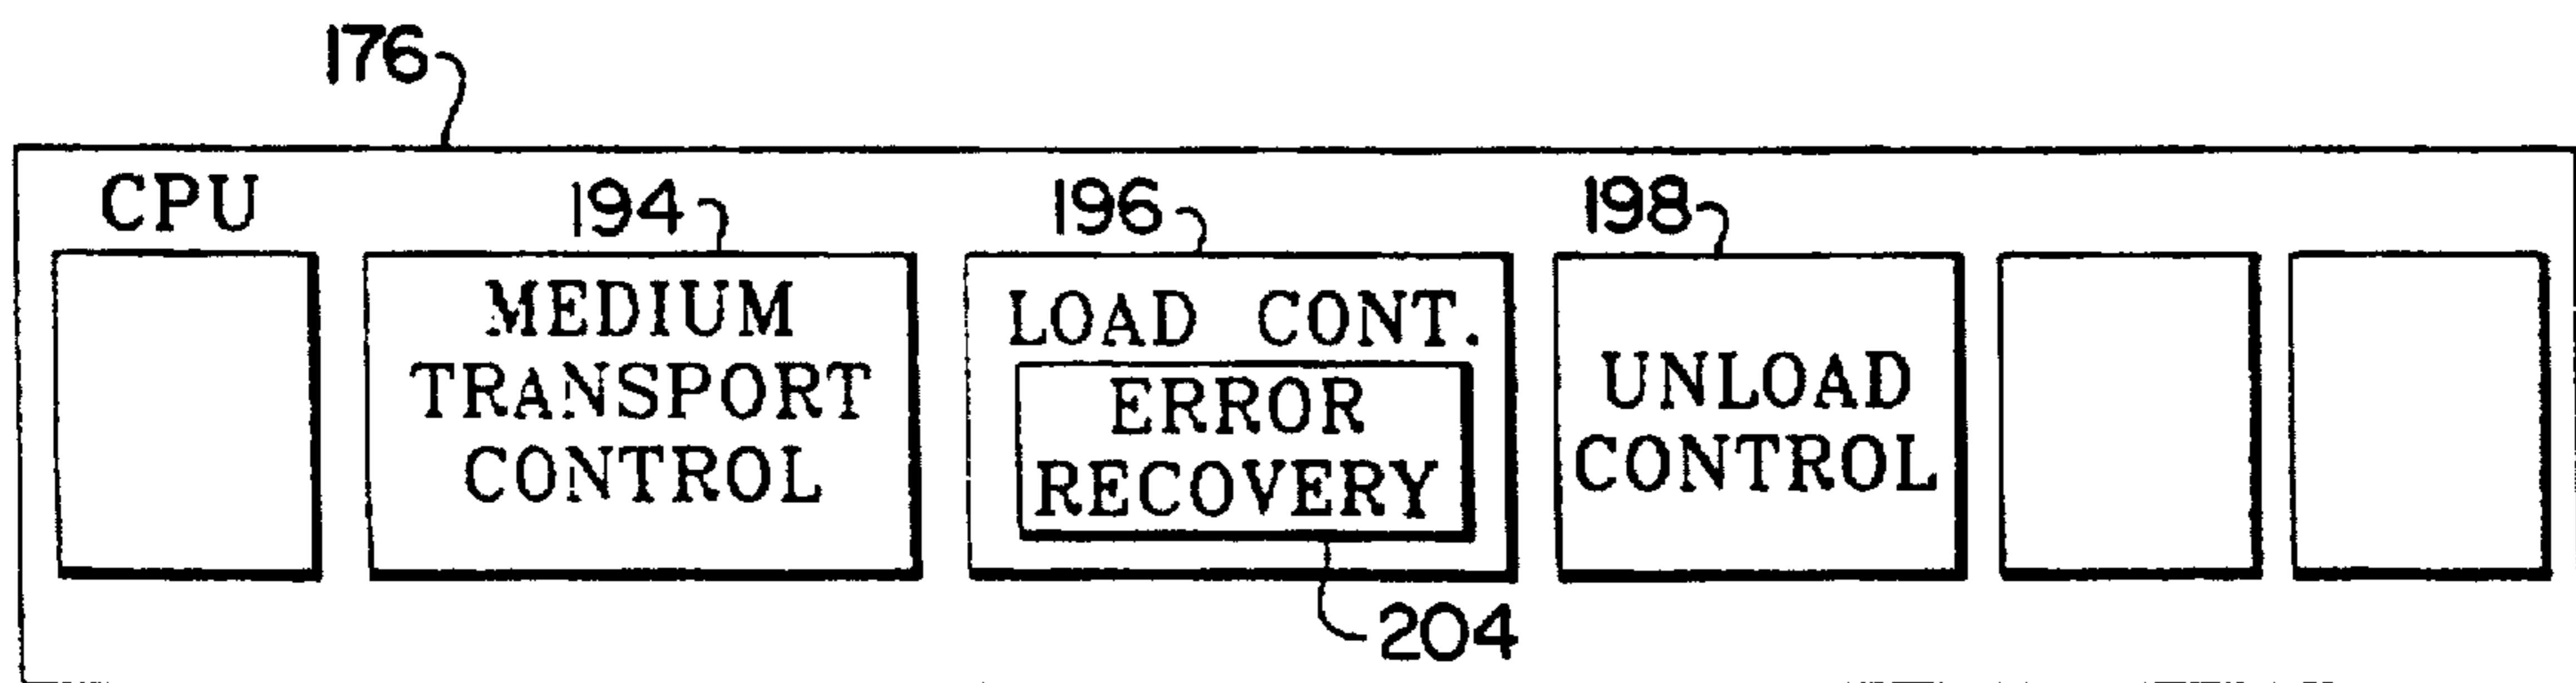 176
CPU
194
196
198
MEDIUM
TRANSPORT
CONTROL
LOAD CONT.
ERROR
RECOVERY
UNLOAD
CONTROL
204